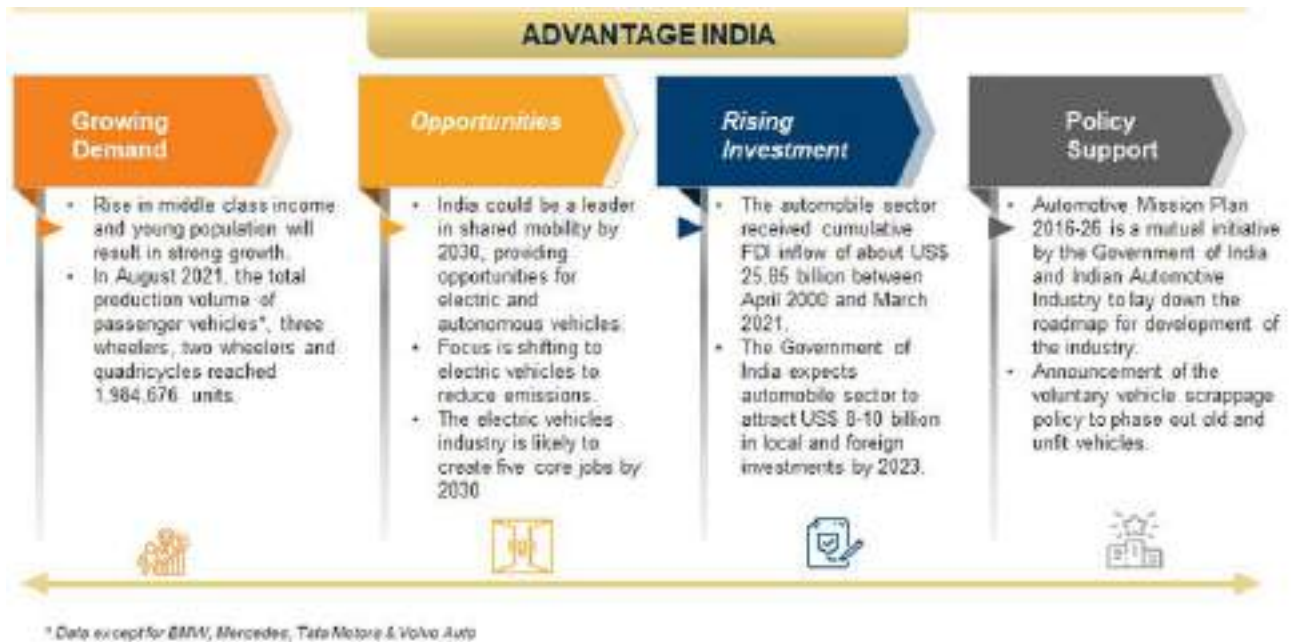 ADVANTAGE INDIA
Growing
Demand
• Rise in middle class income
and young population will
result in strong growth.
• In August 2021, the total
production volume of
passenger vehicles*, three
wheelers, two wheelers and
quadricycles reached
1,984,676 units.
Opportunities
• India could be a leader
in shared mobility by
2030, providing
opportunities for
electric and
autonomous vehicles.
• Focus is shifting to
electric vehicles to
reduce emissions.
• The electric vehicles
industry is likely to
create five core jobs by
2030
Rising
Investment
• The automobile sector
received cumulative
FDI inflow of about US$
25.85 billion between
April 2000 and March
2021.
• The Government of
India expects
automobile sector to
attract US$ 8-10 billion
in local and foreign
investments by 2023.
Policy
Support
• Automotive Mission Plan
2016-26 is a mutual initiative
by the Government of India
and Indian Automotive
Industry to lay down the
roadmap for development of
the industry.
• Announcement of the
voluntary vehicle scrappage
policy to phase out old and
unfit vehicles.
* Data except for BMW, Mercedes, Tata Motors & Volvo Auto